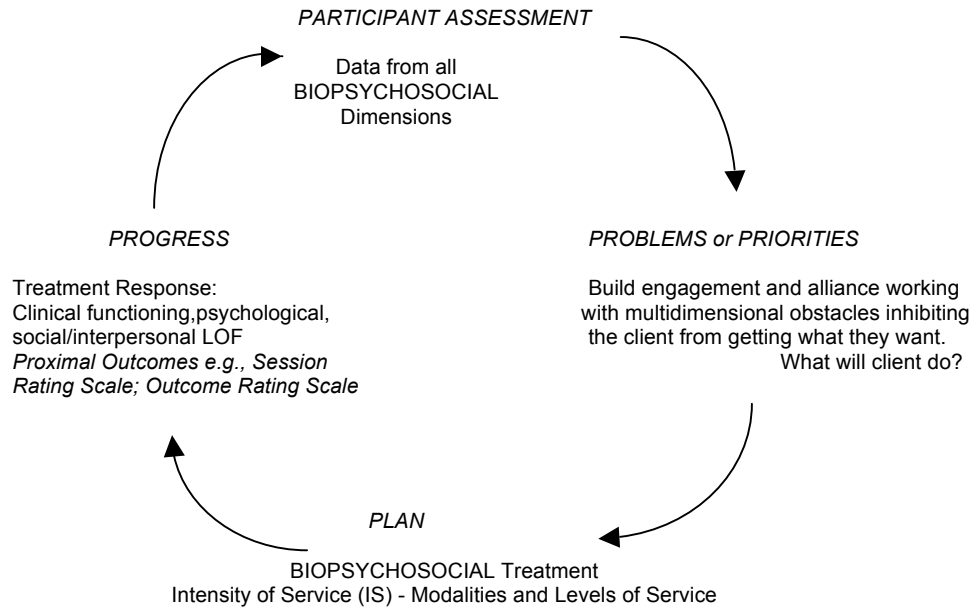 PARTICIPANT ASSESSMENT
Data from all
BIOPSYCHOSOCIAL
Dimensions
PROBLEMS or PRIORITIES
Build engagement and alliance working
with multidimensional obstacles inhibiting
the client from getting what they want.
What will client do?
PLAN
BIOPSYCHOSOCIAL Treatment
Intensity of Service (IS) - Modalities and Levels of Service
PROGRESS
Treatment Response:
Clinical functioning,psychological,
social/interpersonal LOF
Proximal Outcomes e.g., Session
Rating Scale; Outcome Rating Scale